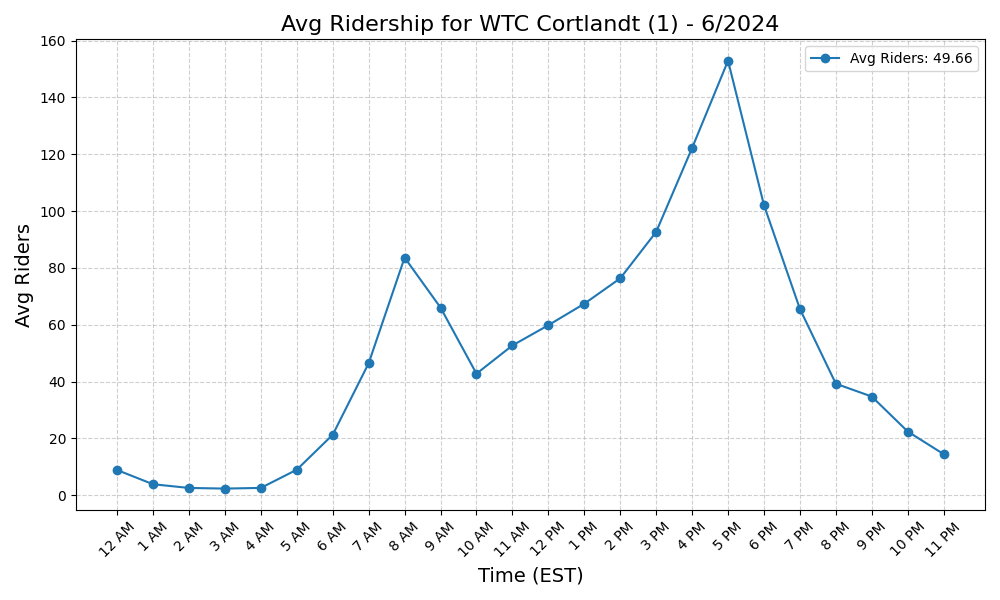 Avg Ridership for WTC Cortlandt (1) - 6/2024
Avg Riders: 49.66
Avg Riders
160
140
120
100
80
60
40
20
0
12 AM
1 AM
2 AM
3 AM
4 AM
5 AM
6 AM
7 AM
8 AM
9 AM
10 AM
11 AM
12 PM
1 PM
2 PM
3 PM
4 PM
5 PM
6 PM
7 PM
8 PM
9 PM
10 PM
11 PM
Time (EST)